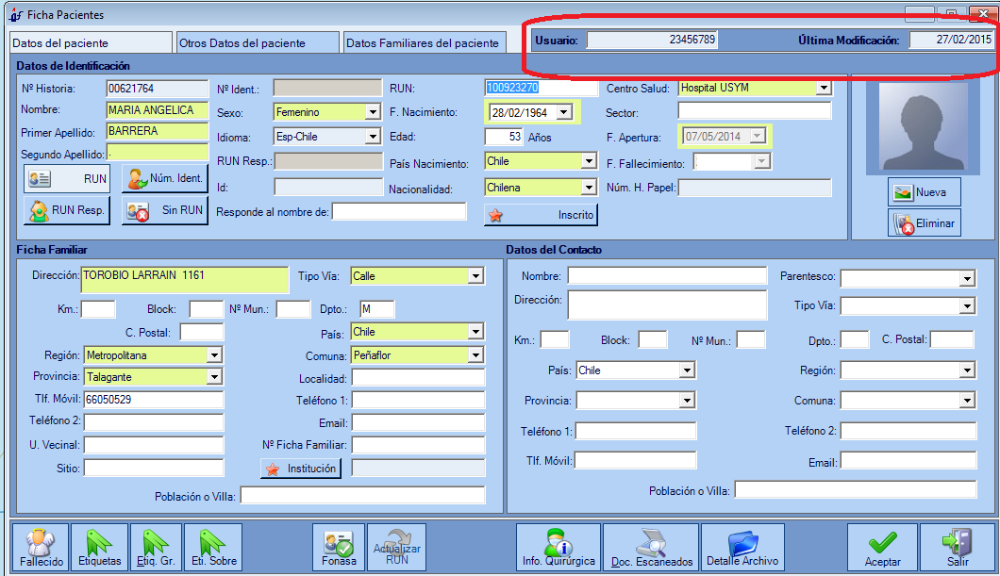 Ficha Pacientes
Datos del paciente Otros Datos del paciente Datos Familiares del paciente Usuario: 23456789 Última Modificación: 27/02/2015
Datos de Identificación
Nº Historia: 00621764 Nº Ident.: RUN: 100923270 Centro Salud: Hospital USYM
Nombre: MARIA ANGELICA Sexo: Femenino F. Nacimiento: 28/02/1964 Sector:
Primer Apellido: BARRERA Idioma: Esp-Chile Edad: 53 Años F. Apertura: 07/05/2014
Segundo Apellido: . RUN Resp.: País Nacimiento: Chile F. Fallecimiento: :
RUN Núm. Ident. Id: Nacionalidad: Chilena Núm. H. Papel:
RUN Resp. Sin RUN Responde al nombre de: Inscrito
Nueva
Eliminar
Ficha Familiar
Dirección: TOROBIO LARRAIN 1161 Tipo Vía: Calle
Km.: Block: Nº Mun.: Dpto.: M
C. Postal: País: Chile
Región: Metropolitana Comuna: Peñaflor
Provincia: Talagante Localidad:
Tlf. Móvil: 66050529 Teléfono 1:
Teléfono 2: Email:
U. Vecinal: Nº Ficha Familiar:
Sitio: Institución
Población o Villa:
Datos del Contacto
Nombre: Parentesco:
Dirección: Tipo Vía:
Km.: Block: Nº Mun.: Dpto.: C. Postal:
País: Chile Región:
Provincia: Comuna:
Teléfono 1: Teléfono 2:
Tlf. Móvil: Email:
Población o Villa:
Fallecido Etiquetas Etiq. Gr. Eti. Sobre Fonasa Actualizar RUN Info. Quirúrgica Doc. Escaneados Detalle Archivo Aceptar Salir